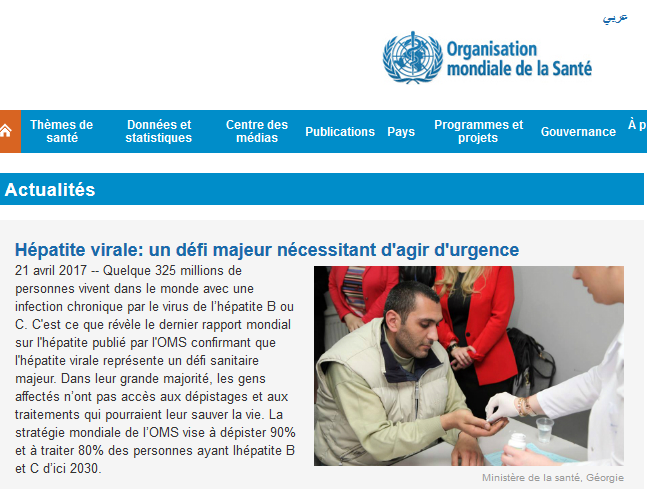 عربي
Organisation
mondiale de la Santé
Thèmes de
santé
Données et
statistiques
Centre des
médias
Publications
Pays
Programmes et
projets
Gouvernance
À p
Actualités
Hépatite virale: un défi majeur nécessitant d'agir d'urgence
21 avril 2017 -- Quelque 325 millions de
personnes vivent dans le monde avec une
infection chronique par le virus de l’hépatite B ou
C. C'est ce que révèle le dernier rapport mondial
sur l'hépatite publié par l'OMS confirmant que
l'hépatite virale représente un défi sanitaire
majeur. Dans leur grande majorité, les gens
affectés n’ont pas accès aux dépistages et aux
traitements qui pourraient leur sauver la vie. La
stratégie mondiale de l’OMS vise à dépister 90%
et à traiter 80% des personnes ayant lhépatite B
et C d’ici 2030.
Ministère de la santé, Géorgie